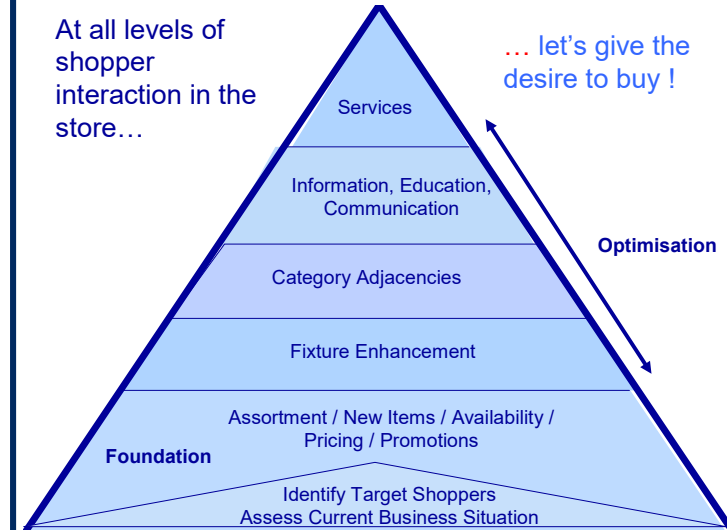 At all levels of
shopper
interaction in the
store…
… let’s give the
desire to buy !
Services
Information, Education,
Communication
Optimisation
Category Adjacencies
Fixture Enhancement
Assortment / New Items / Availability /
Pricing / Promotions
Foundation
Identify Target Shoppers
Assess Current Business Situation